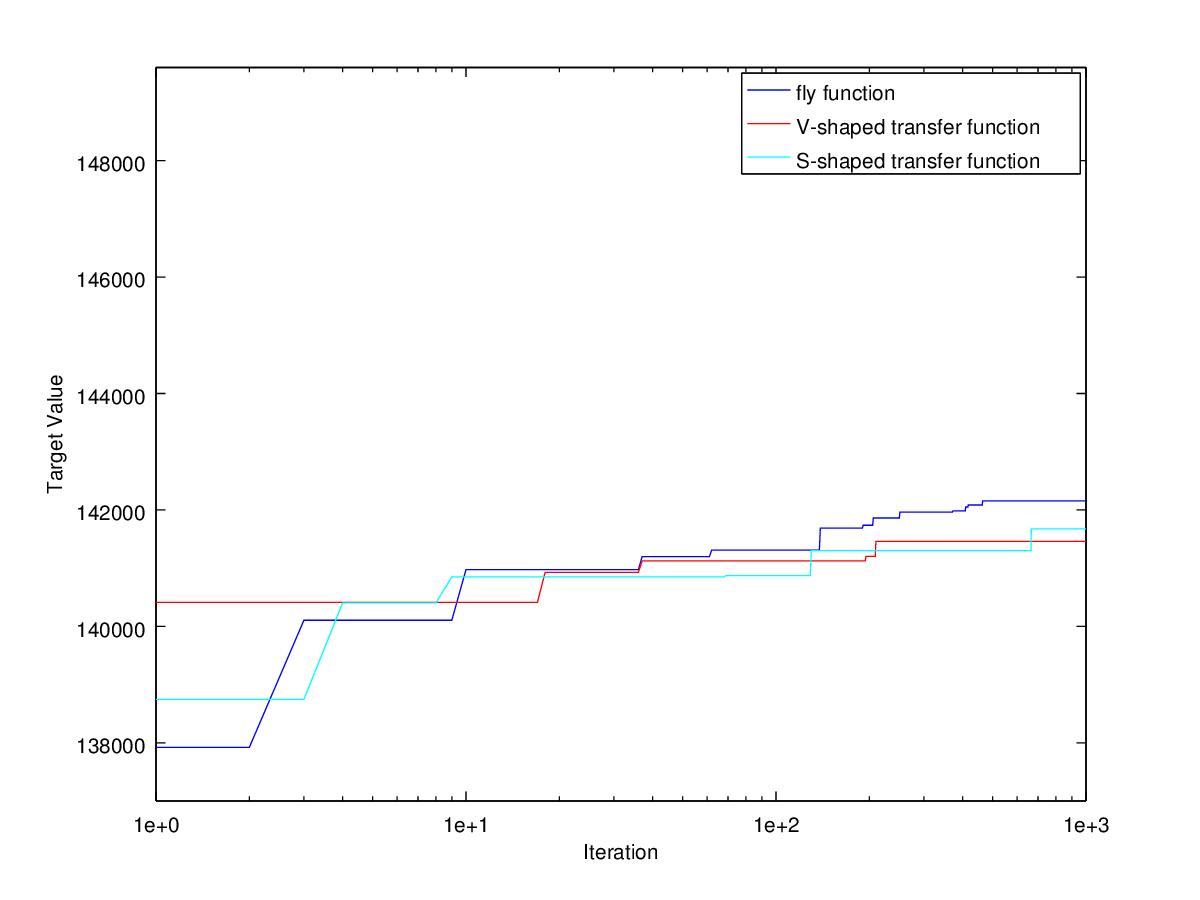 fly function
V-shaped transfer function
S-shaped transfer function
148000
146000
144000
142000
140000
138000
Target Value
1e+0
1e+1
1e+2
1e+3
Iteration